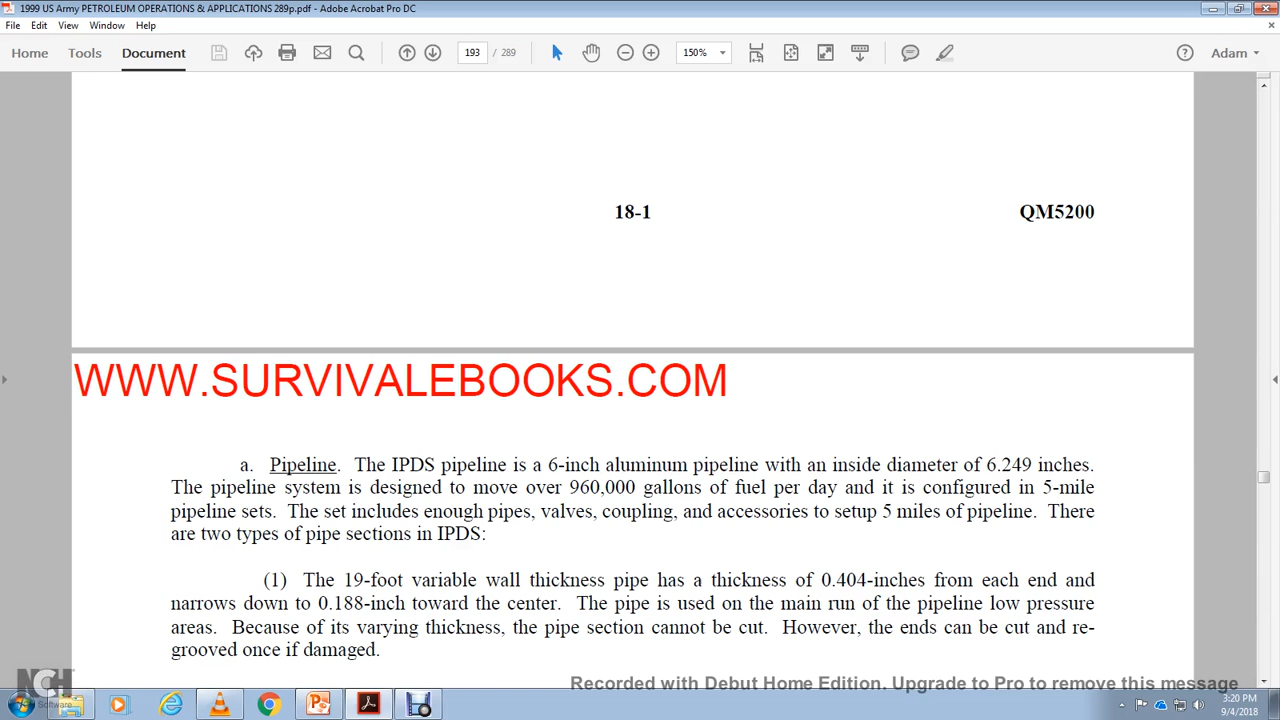 1999 US Army PETROLEUM OPERATIONS & APPLICATIONS 289p.pdf - Adobe Acrobat Pro DC
File Edit View Window Help
Home Tools Document 193 / 289 150% Adam
18-1 QM5200
WWW.SURVIVALEBOOKS.COM
a. Pipeline. The IPDS pipeline is a 6-inch aluminum pipeline with an inside diameter of 6.249 inches.
The pipeline system is designed to move over 960,000 gallons of fuel per day and it is configured in 5-mile
pipeline sets. The set includes enough pipes, valves, coupling, and accessories to setup 5 miles of pipeline. There
are two types of pipe sections in IPDS:
(1) The 19-foot variable wall thickness pipe has a thickness of 0.404-inches from each end and
narrows down to 0.188-inch toward the center. The pipe is used on the main run of the pipeline low pressure
areas. Because of its varying thickness, the pipe section cannot be cut. However, the ends can be cut and re-
grooved once if damaged.
Recorded with Debut Home Edition. Upgrade to Pro to remove this message
NCH Software
3:20 PM
9/4/2018